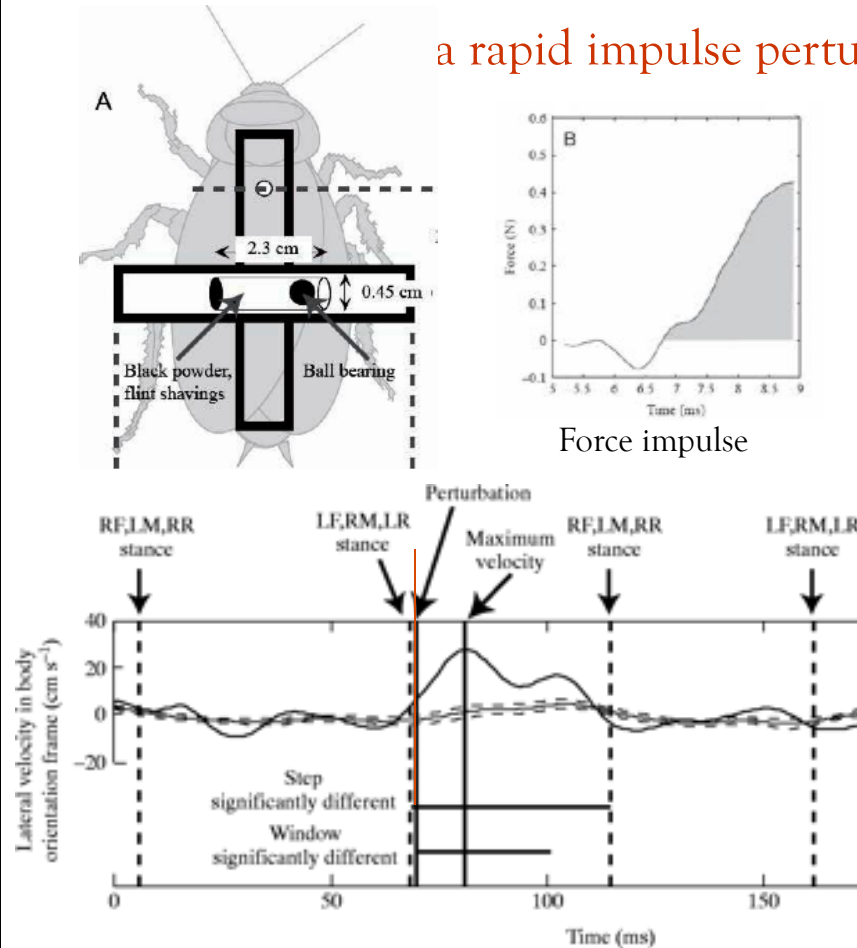 a rapid impulse pertu
A
2.3 cm
0.45 cm
Black powder,
flint shavings
Ball bearing
B
Force (N)
0.6
0.5
0.4
0.3
0.2
0.1
0
−0.1
5 5.5 6 6.5 7 7.5 8 8.5 9
Time (ms)
Force impulse
Perturbation
RF,LM,RR
stance
LF,RM,LR
stance
Maximum
velocity
RF,LM,RR
stance
LF,RM,LR
stance
Lateral velocity in body
orientation frame (cm s⁻¹)
40
20
0
−20
Step
significantly different
Window
significantly different
0 50 100 150
Time (ms)